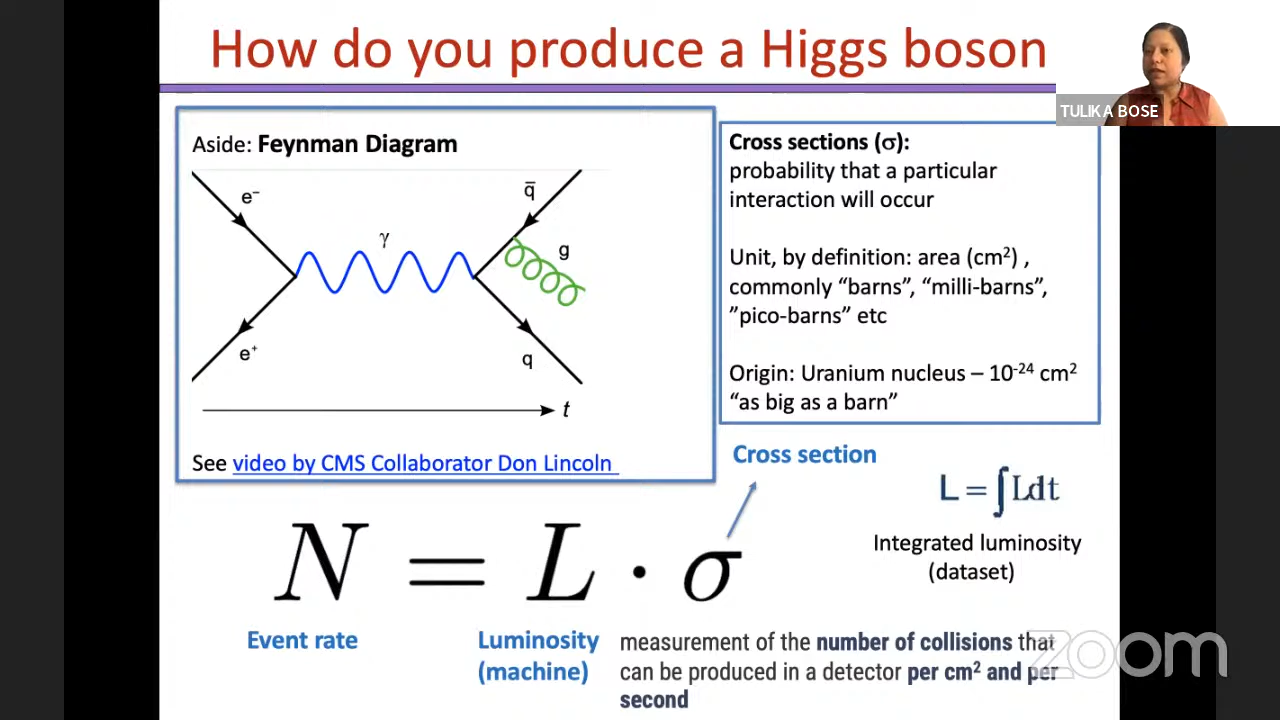 How do you produce a Higgs boson
TULIKA BOSE
Aside: Feynman Diagram
e⁻
q̅
γ
g
e⁺
q
t
See video by CMS Collaborator Don Lincoln
Cross sections (σ):
probability that a particular
interaction will occur
Unit, by definition: area (cm²) ,
commonly “barns”, “milli-barns”,
”pico-barns” etc
Origin: Uranium nucleus – 10⁻²⁴ cm²
“as big as a barn”
Cross section
L = ∫Ldt
Integrated luminosity
(dataset)
N = L · σ
Event rate
Luminosity
(machine)
measurement of the number of collisions that
can be produced in a detector per cm² and per
second
zoom